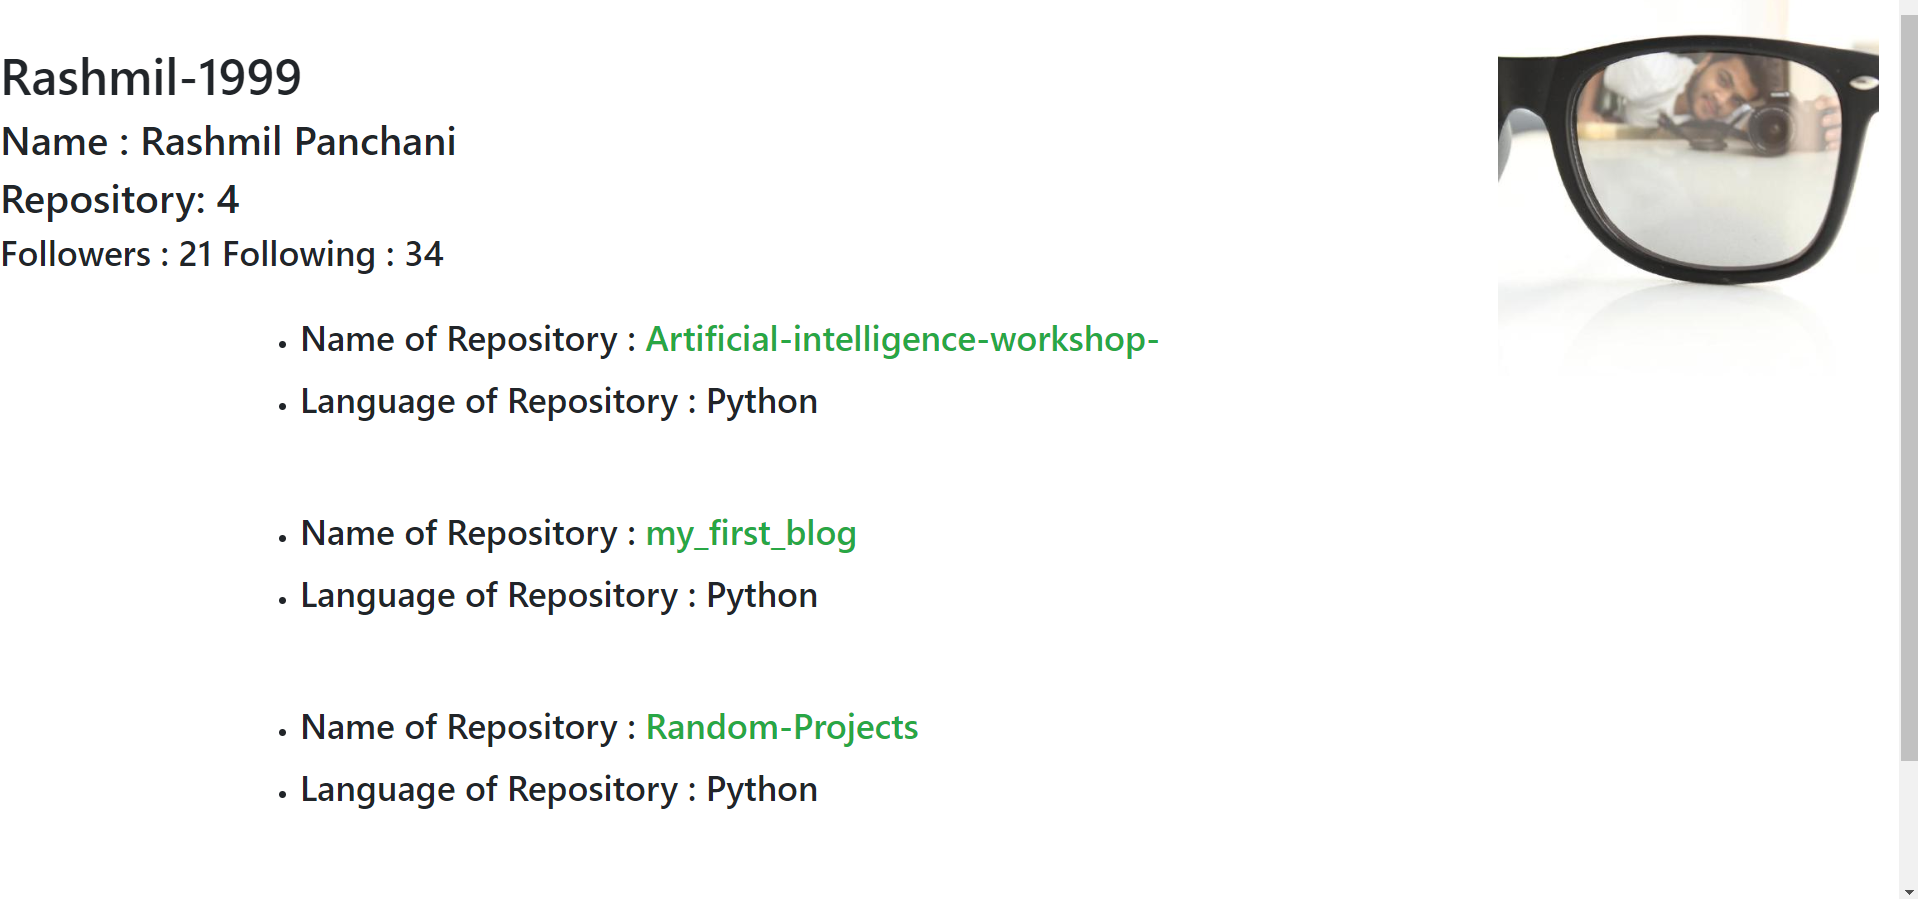 Rashmil-1999
Name : Rashmil Panchani
Repository: 4
Followers : 21 Following : 34
Name of Repository : Artificial-intelligence-workshop-
Language of Repository : Python
Name of Repository : my_first_blog
Language of Repository : Python
Name of Repository : Random-Projects
Language of Repository : Python